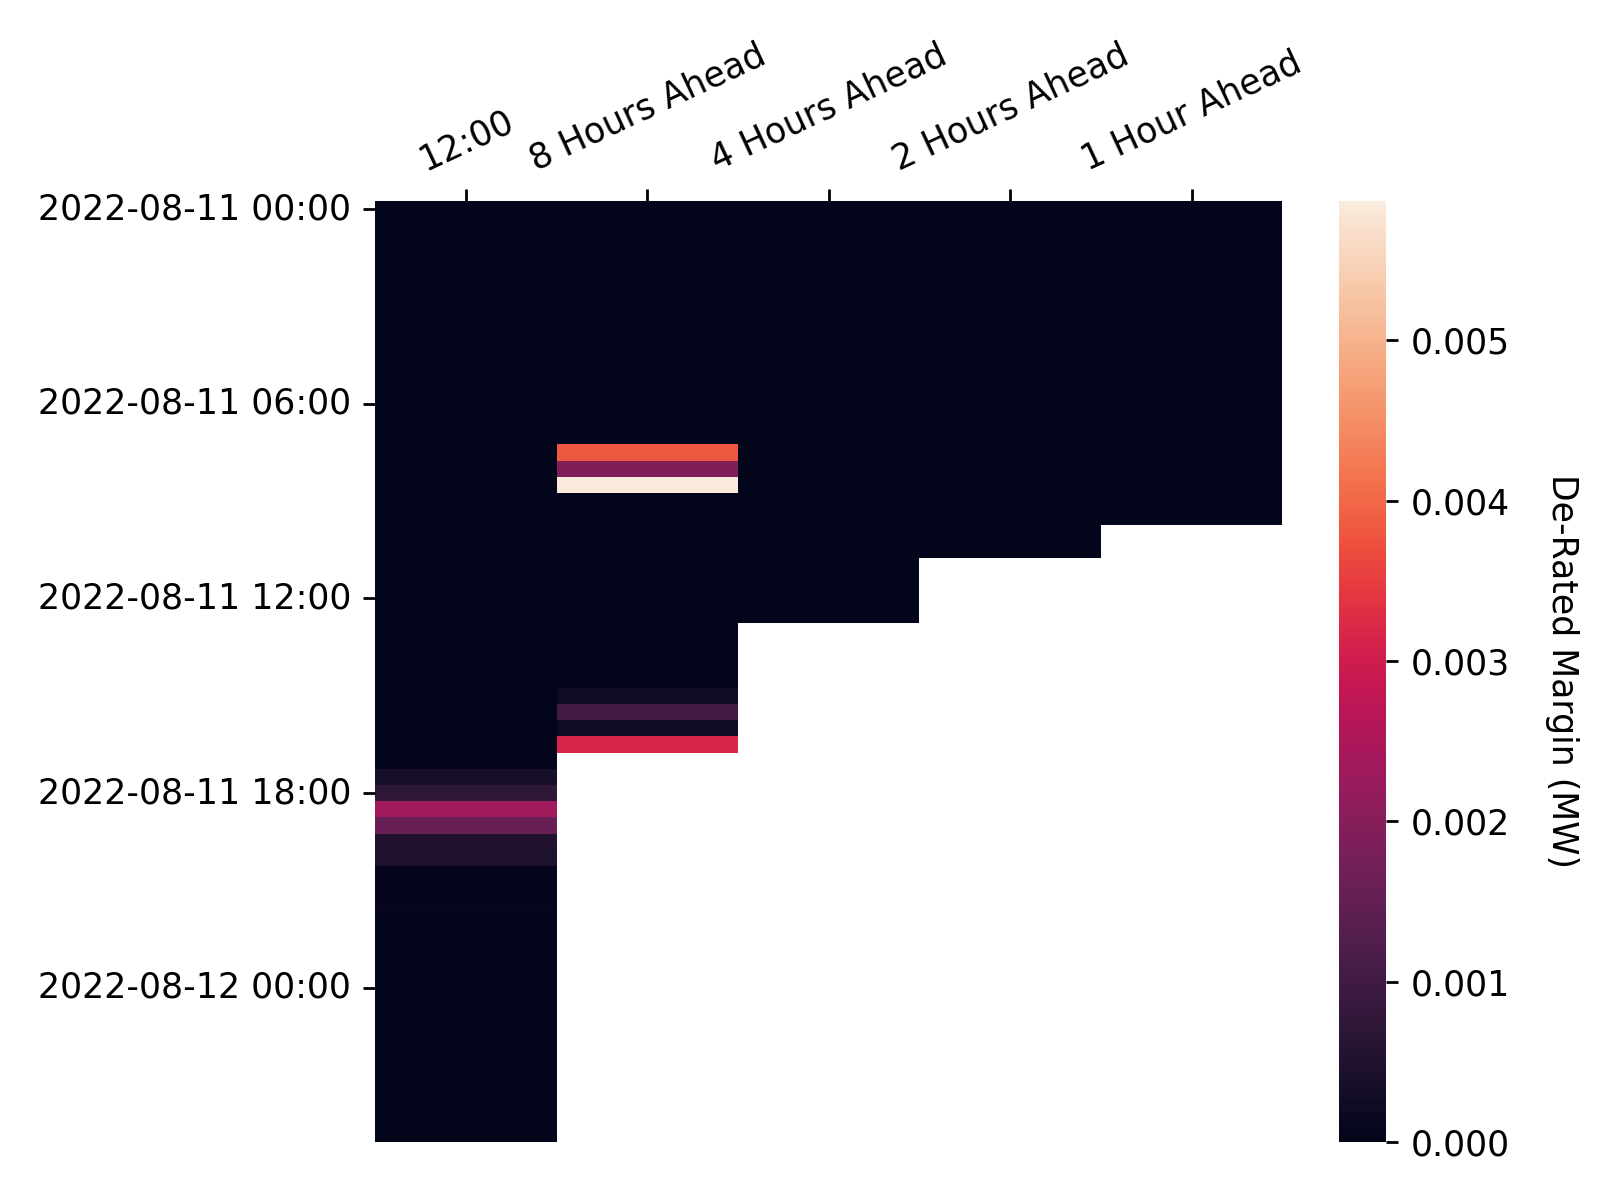 12:00
8 Hours Ahead
4 Hours Ahead
2 Hours Ahead
1 Hour Ahead
2022-08-11 00:00
2022-08-11 06:00
2022-08-11 12:00
2022-08-11 18:00
2022-08-12 00:00
0.005
0.004
0.003
0.002
0.001
0.000
De-Rated Margin (MW)